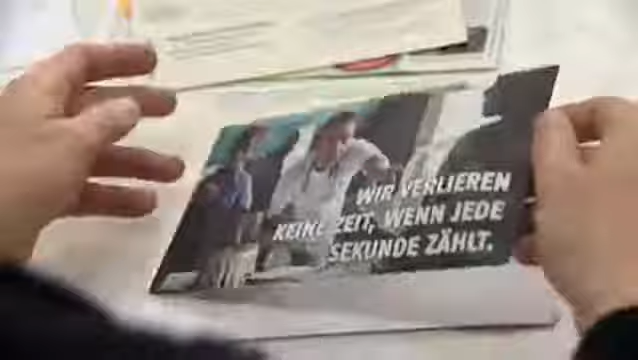 WIR VERLIEREN
KEINE ZEIT, WENN JEDE
SEKUNDE ZÄHLT.